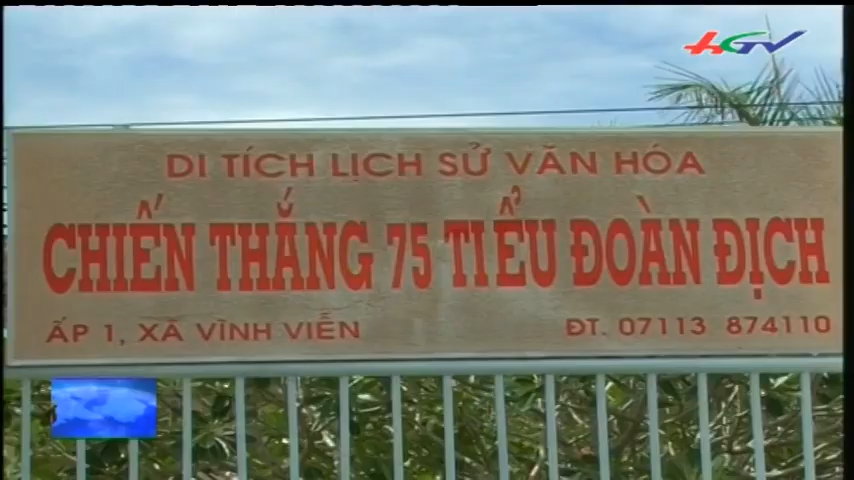 HGV
DI TÍCH LỊCH SỬ VĂN HÓA
CHIẾN THẮNG 75 TIỂU ĐOÀN ĐỊCH
ẤP 1, XÃ VĨNH VIỄN
ĐT. 07113 874110